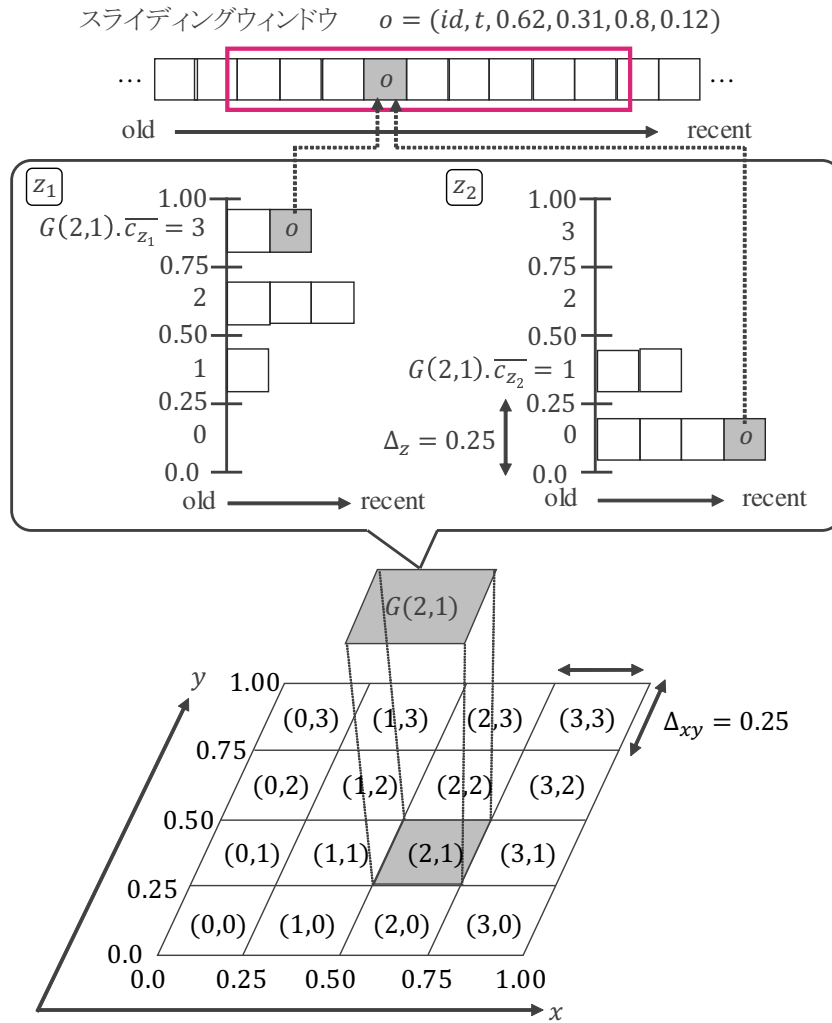 スライディングウィンドウ o = (id, t, 0.62, 0.31, 0.8, 0.12)
… o …
old recent
z₁ z₂
1.00 1.00
G(2,1).c̅_z₁ = 3 o 3
0.75 0.75
2 2
0.50 0.50
1 G(2,1).c̅_z₂ = 1
0.25 0.25
0 Δ_z = 0.25 0 o
0.0 0.0
old recent old recent
G(2,1)
y 1.00
(0,3) (1,3) (2,3) (3,3) Δ_xy = 0.25
0.75
(0,2) (1,2) (2,2) (3,2)
0.50
(0,1) (1,1) (2,1) (3,1)
0.25
(0,0) (1,0) (2,0) (3,0)
0.0
0.0 0.25 0.50 0.75 1.00
x